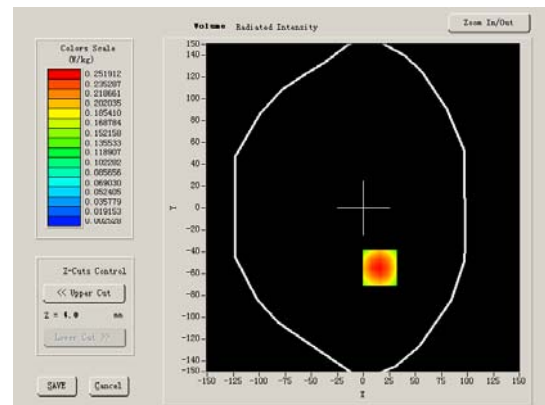 Volume Radiated Intensity
Zoom In/Out
Colors Scale
(W/kg)
0.251912
0.235287
0.218661
0.202035
0.185410
0.168784
0.152158
0.135533
0.118907
0.102282
0.085656
0.069030
0.052405
0.035779
0.019153
0.002528
Z-Cuts Control
<< Upper Cut
Z = 4.0 mm
Lower Cut >>
SAVE
Cancel
150
140
120
100
80
60
40
20
0
-20
-40
-60
-80
-100
-120
-140
-150
Y
-150 -125 -100 -75 -50 -25 0 25 50 75 100 125 150
X